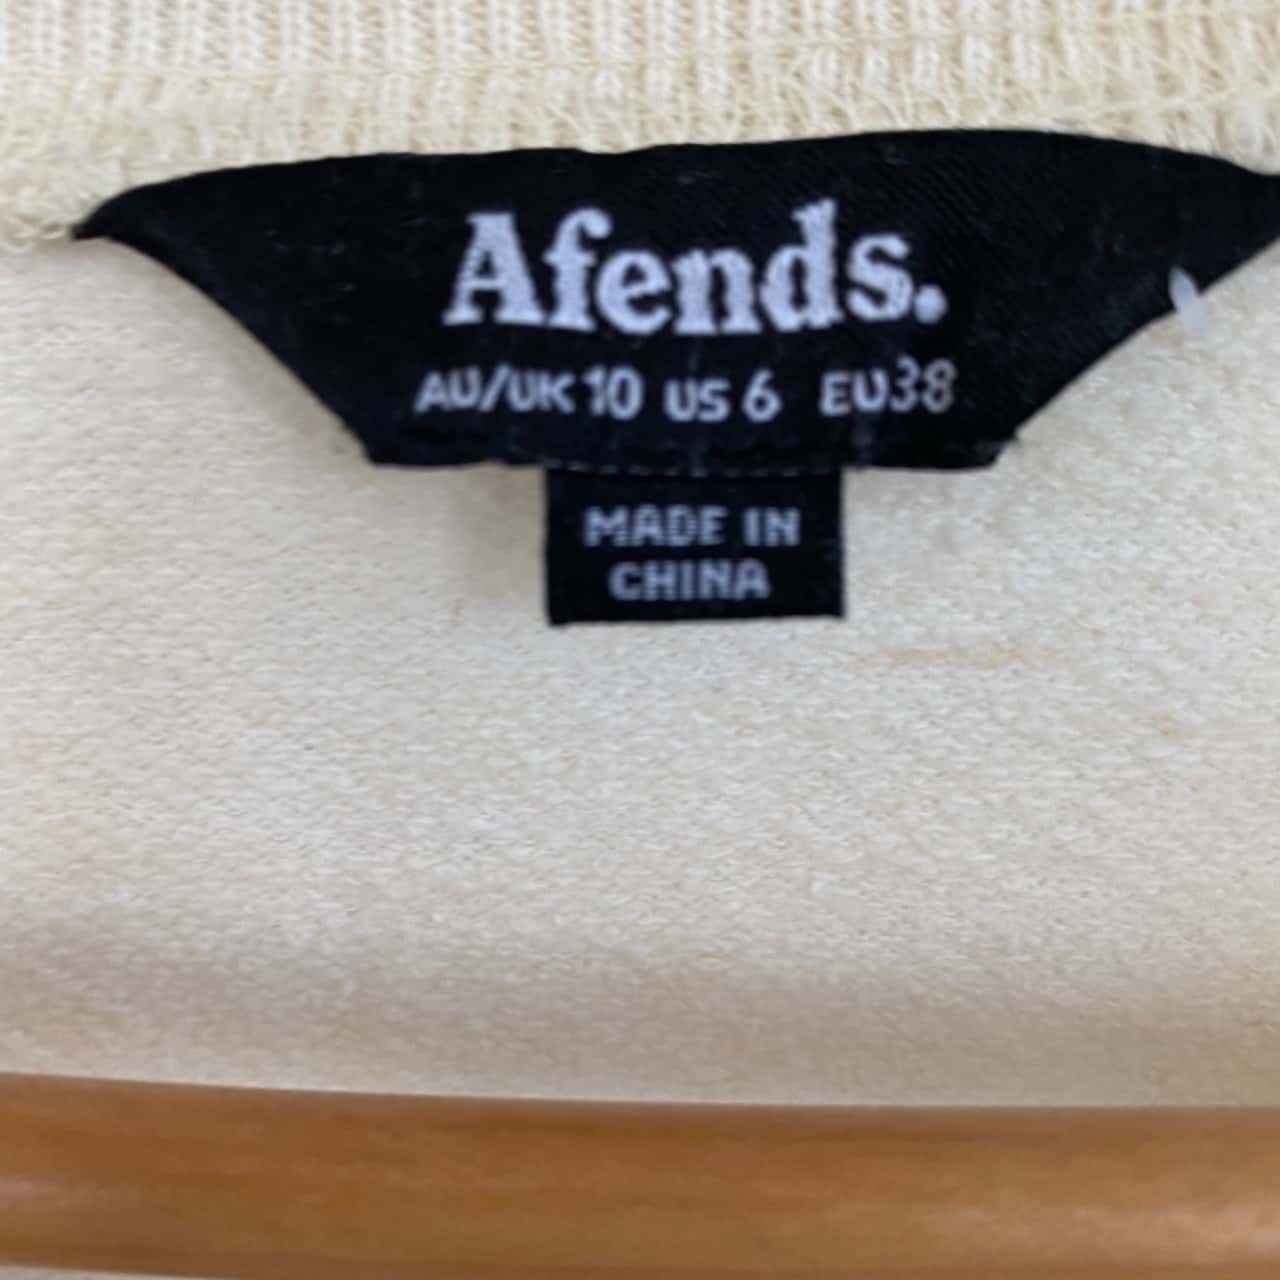 Afends.
AU/UK 10 US 6 EU38
MADE IN
CHINA